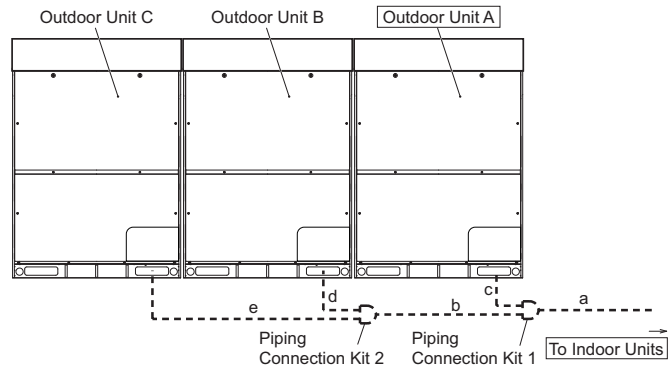 Outdoor Unit C
Outdoor Unit B
Outdoor Unit A
c
d
e
b
a
Piping
Connection Kit 2
Piping
Connection Kit 1
To Indoor Units